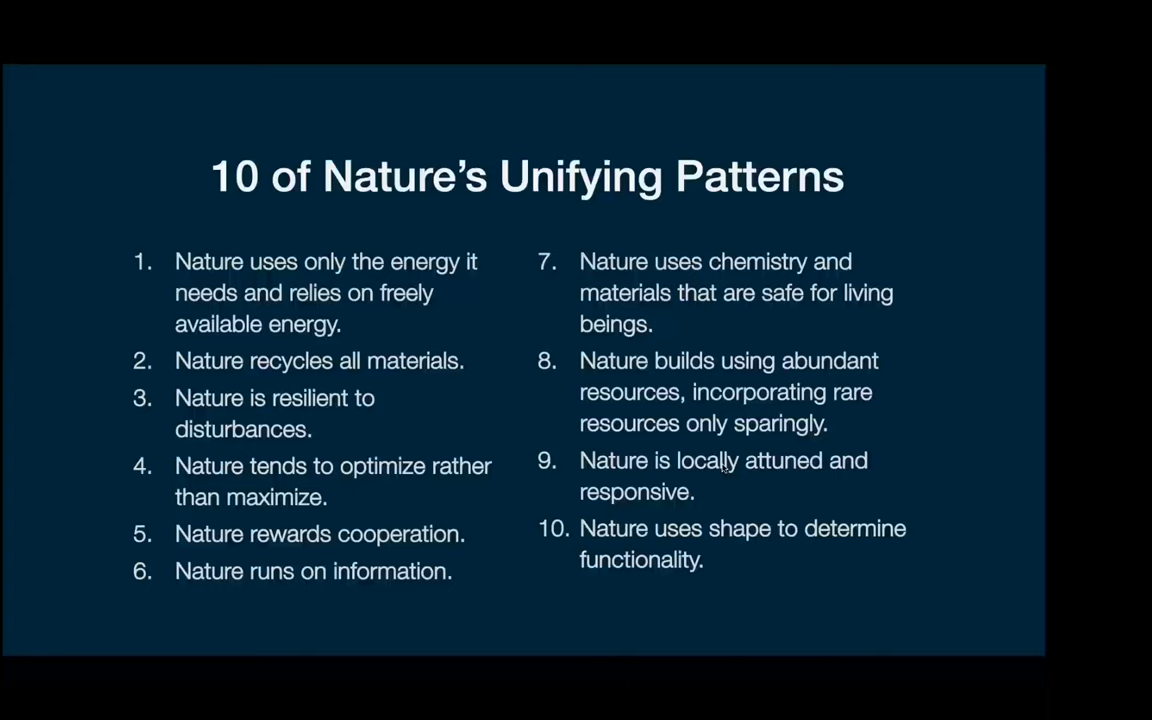 10 of Nature's Unifying Patterns
1. Nature uses only the energy it
needs and relies on freely
available energy.
2. Nature recycles all materials.
3. Nature is resilient to
disturbances.
4. Nature tends to optimize rather
than maximize.
5. Nature rewards cooperation.
6. Nature runs on information.
7. Nature uses chemistry and
materials that are safe for living
beings.
8. Nature builds using abundant
resources, incorporating rare
resources only sparingly.
9. Nature is locally attuned and
responsive.
10. Nature uses shape to determine
functionality.